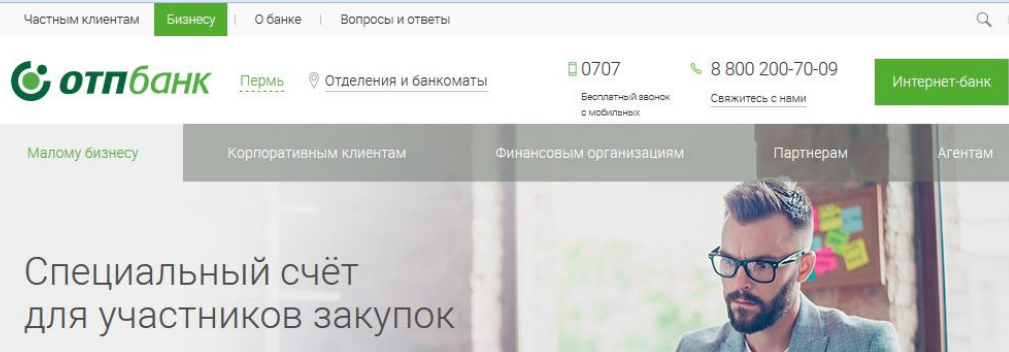 Частным клиентам Бизнесу О банке Вопросы и ответы
отпбанк Пермь Отделения и банкоматы 0707 8 800 200-70-09 Интернет-банк
Бесплатный звонок Свяжитесь с нами
с мобильных
Малому бизнесу Корпоративным клиентам Финансовым организациям Партнерам Агентам
Специальный счёт
для участников закупок